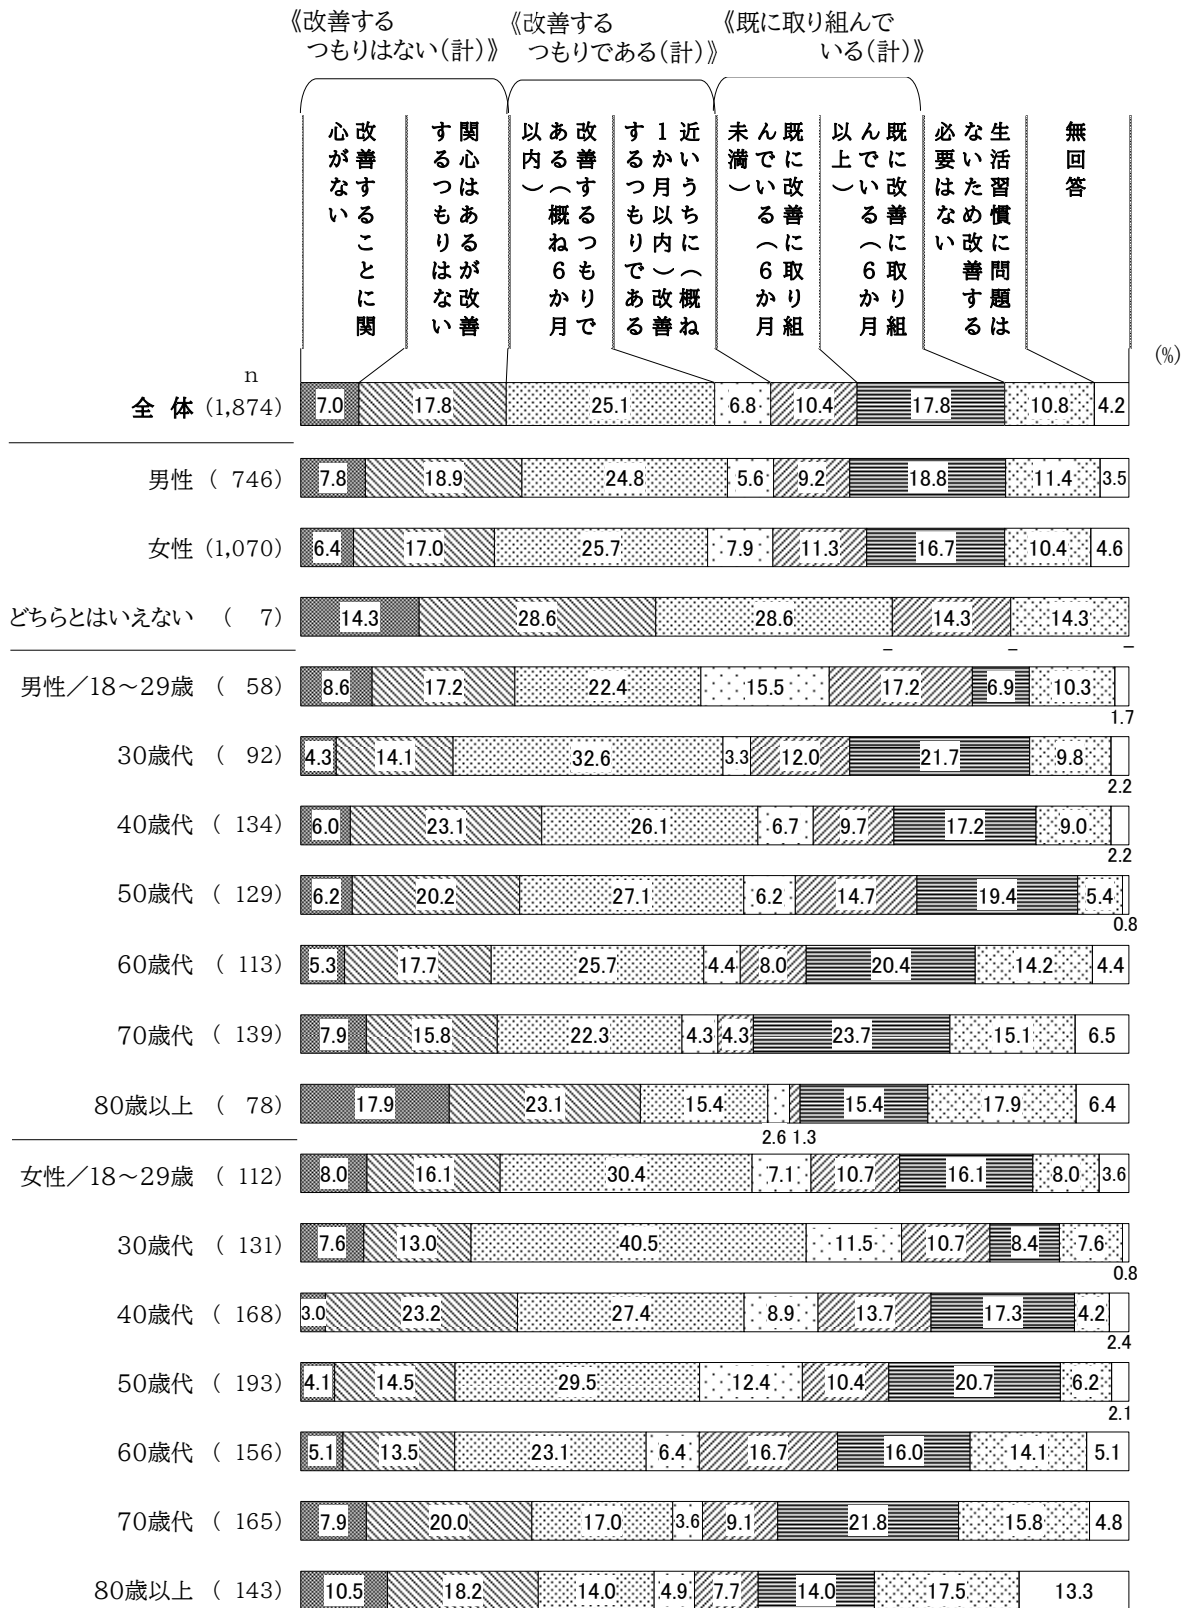 《改善する
つもりはない(計)》
《改善する
つもりである(計)》
《既に取り組んで
いる(計)》
改善することに関
心がない
関心はあるが改善
するつもりはない
改善するつもりで
ある(概ね6か月
以内)
近いうちに(概ね
1か月以内)改善
するつもりである
既に改善に取り組
んでいる(6か月
未満)
既に改善に取り組
んでいる(6か月
以上)
生活習慣に問題は
ないため改善する
必要はない
無回答
(%)
n
全 体 (1,874) 7.0 17.8 25.1 6.8 10.4 17.8 10.8 4.2
男性 ( 746) 7.8 18.9 24.8 5.6 9.2 18.8 11.4 3.5
女性 (1,070) 6.4 17.0 25.7 7.9 11.3 16.7 10.4 4.6
どちらとはいえない ( 7) 14.3 28.6 28.6 14.3 14.3
– – –
男性/18~29歳 ( 58) 8.6 17.2 22.4 15.5 17.2 6.9 10.3
1.7
30歳代 ( 92) 4.3 14.1 32.6 3.3 12.0 21.7 9.8
2.2
40歳代 ( 134) 6.0 23.1 26.1 6.7 9.7 17.2 9.0
2.2
50歳代 ( 129) 6.2 20.2 27.1 6.2 14.7 19.4 5.4
0.8
60歳代 ( 113) 5.3 17.7 25.7 4.4 8.0 20.4 14.2 4.4
70歳代 ( 139) 7.9 15.8 22.3 4.3 4.3 23.7 15.1 6.5
80歳以上 ( 78) 17.9 23.1 15.4 15.4 17.9 6.4
2.6 1.3
女性/18~29歳 ( 112) 8.0 16.1 30.4 7.1 10.7 16.1 8.0 3.6
30歳代 ( 131) 7.6 13.0 40.5 11.5 10.7 8.4 7.6
0.8
40歳代 ( 168) 3.0 23.2 27.4 8.9 13.7 17.3 4.2
2.4
50歳代 ( 193) 4.1 14.5 29.5 12.4 10.4 20.7 6.2
2.1
60歳代 ( 156) 5.1 13.5 23.1 6.4 16.7 16.0 14.1 5.1
70歳代 ( 165) 7.9 20.0 17.0 3.6 9.1 21.8 15.8 4.8
80歳以上 ( 143) 10.5 18.2 14.0 4.9 7.7 14.0 17.5 13.3